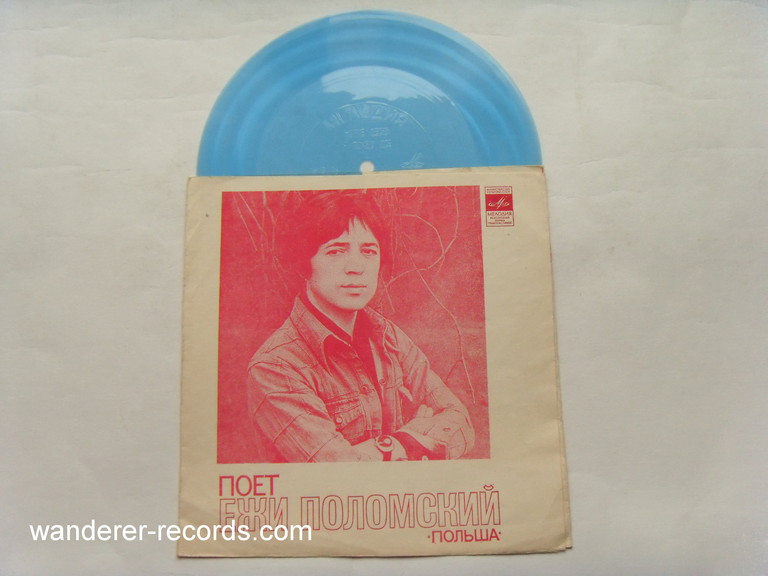 МЕЛОДИЯ
ПОЕТ
ЕЖИ ПОЛОМСКИЙ
•ПОЛЬША•
wanderer-records.com